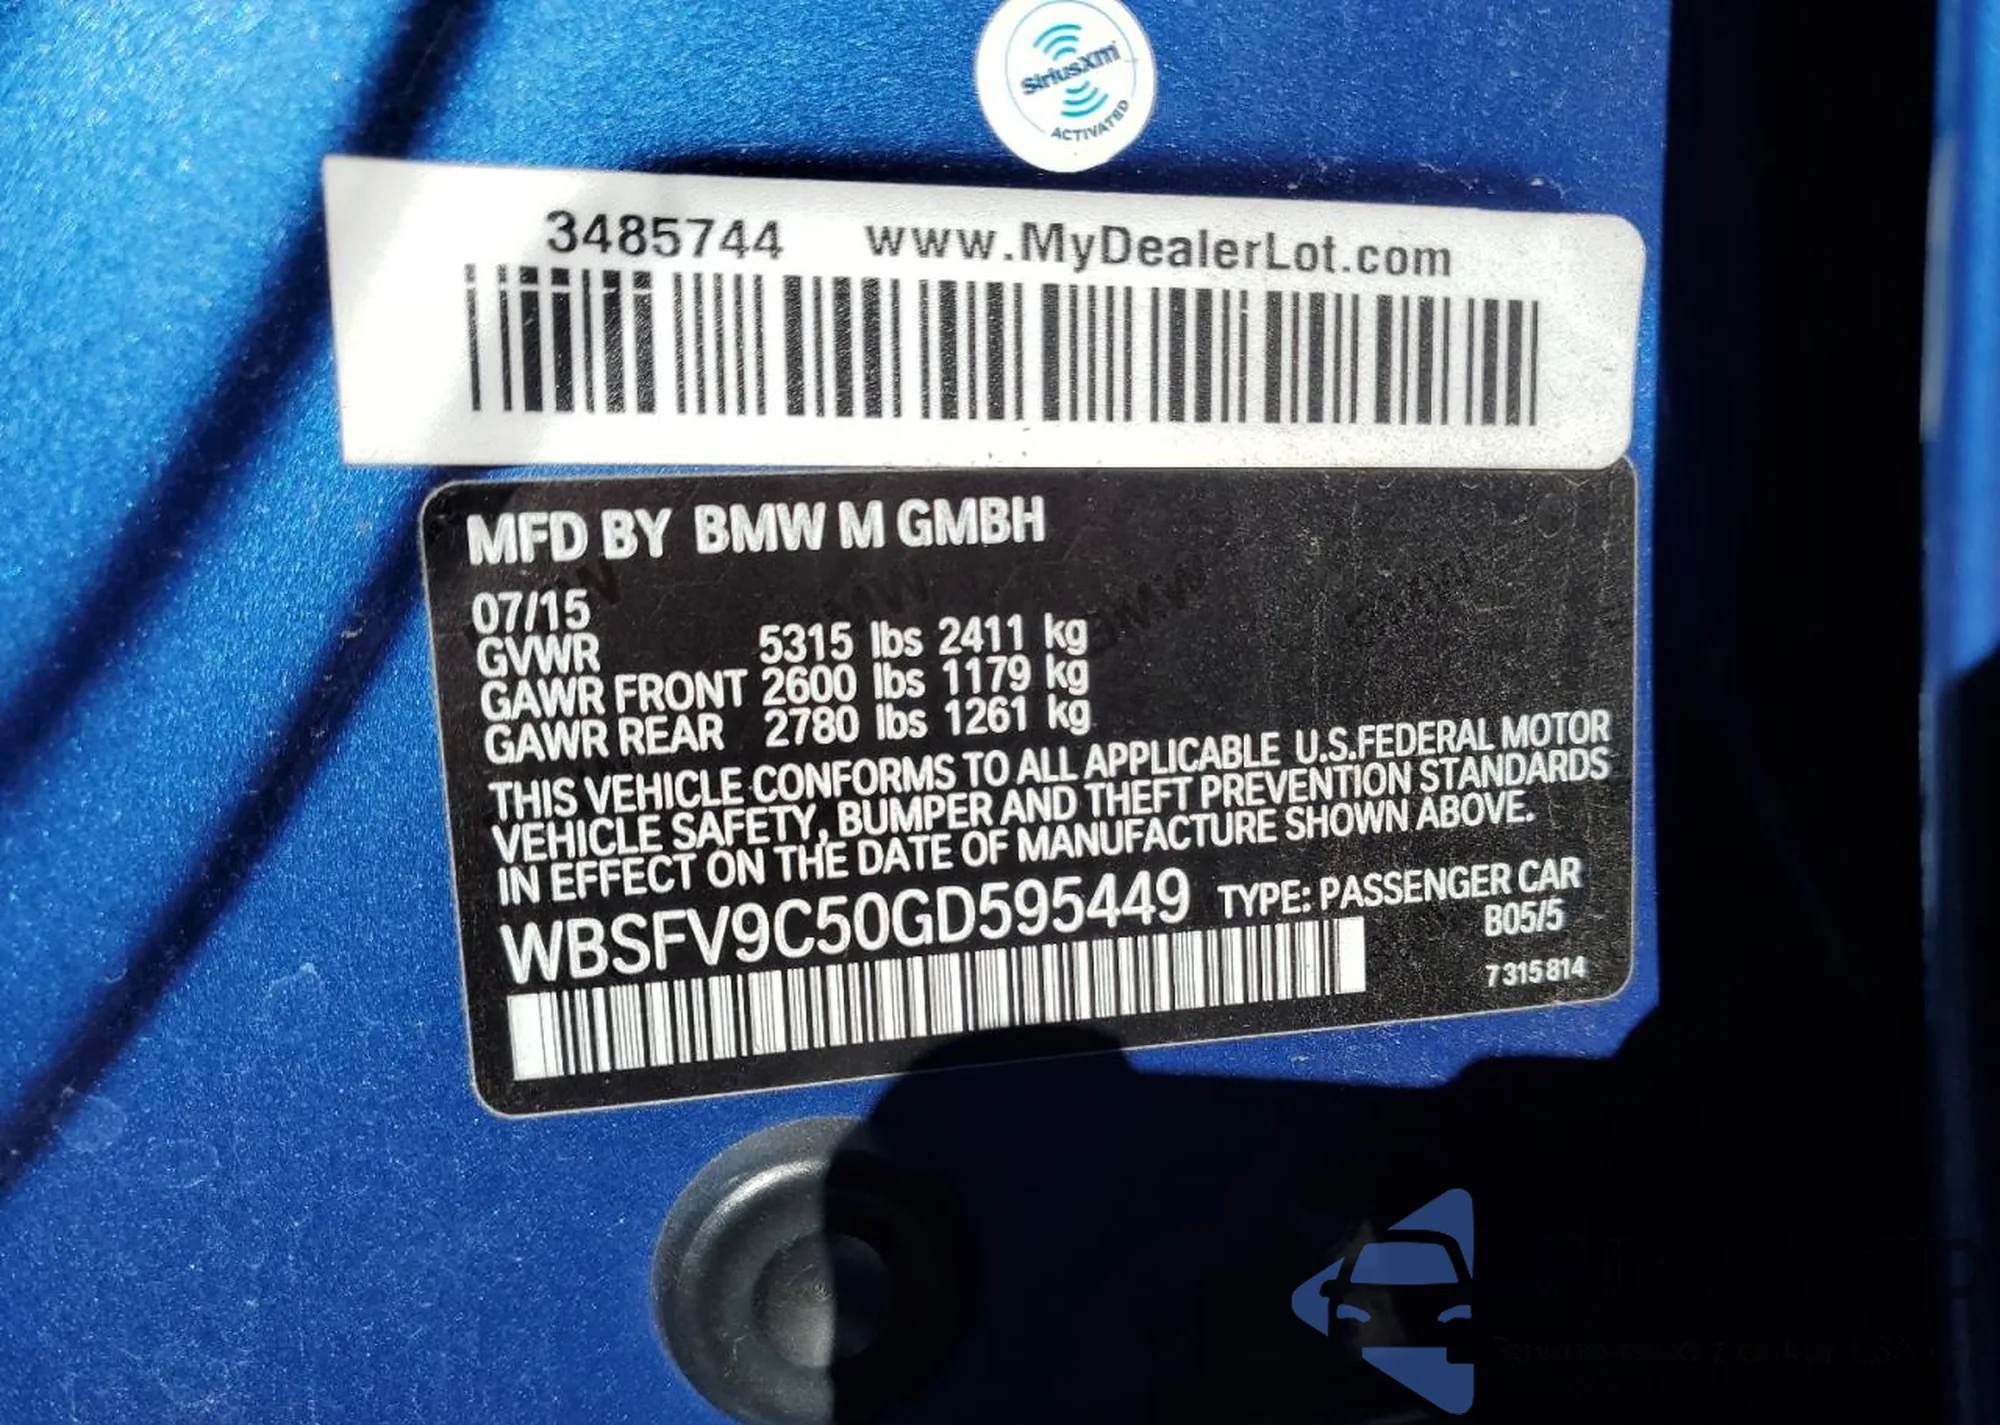 SiriusXM
ACTIVATED
3485744 www.MyDealerLot.com
MFD BY BMW M GMBH
07/15
GVWR 5315 lbs 2411 kg
GAWR FRONT 2600 lbs 1179 kg
GAWR REAR 2780 lbs 1261 kg
THIS VEHICLE CONFORMS TO ALL APPLICABLE U.S.FEDERAL MOTOR
VEHICLE SAFETY, BUMPER AND THEFT PREVENTION STANDARDS
IN EFFECT ON THE DATE OF MANUFACTURE SHOWN ABOVE.
WBSFV9C50GD595449 TYPE: PASSENGER CAR
B05/5
7 315 814